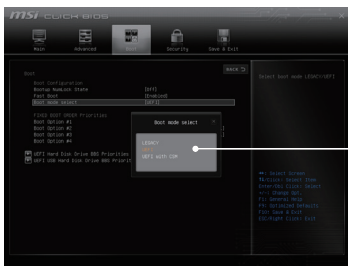 msi CLICK BIOS
Main Advanced Boot Security Save & Exit
BACK
Boot
Boot Configuration
Bootup NumLock State [Off]
Fast Boot [Enabled]
Boot mode select [UEFI]
FIXED BOOT ORDER Priorities
Boot Option #1
Boot Option #2
Boot Option #3
Boot Option #4
UEFI Hard Disk Drive BBS Priorities
UEFI USB Hard Disk Drive BBS Priorit
Boot mode select
LEGACY
UEFI
UEFI with CSM
Select boot mode LEGACY/UEFI
: Select Screen
: Select Item
Enter/Dbl Click: Select
+/-: Change Opt.
F1: General Help
F9: Optimized Defaults
F10: Save & Exit
ESC/Right Click: Exit